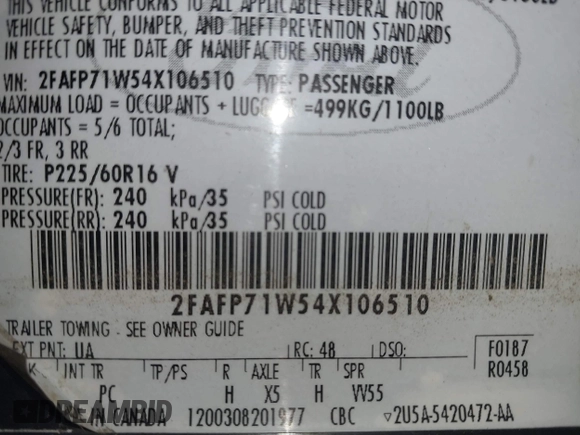 THIS VEHICLE CONFORMS TO ALL APPLICABLE FEDERAL MOTOR
VEHICLE SAFETY, BUMPER, AND THEFT PREVENTION STANDARDS
IN EFFECT ON THE DATE OF MANUFACTURE SHOWN ABOVE.
VIN: 2FAFP71W54X106510 TYPE: PASSENGER
MAXIMUM LOAD = OCCUPANTS + =499KG/1100LB
OCCUPANTS = 5/6 TOTAL;
2/3 FR, 3 RR
TIRE: P225/60R16 V
PRESSURE(FR): 240 kPa/35 PSI COLD
PRESSURE(RR): 240 kPa/35 PSI COLD
2FAFP71W54X106510
TRAILER TOWING - SEE OWNER GUIDE
EXT PNT: UA RC: 48 DSO: F0187
R0458
K INT TR TP/PS R AXLE TR SPR
PC H X5 H VV55
IN CANADA 1200308201977 CBC ▽2U5A-5420472-AA
DREAMBID